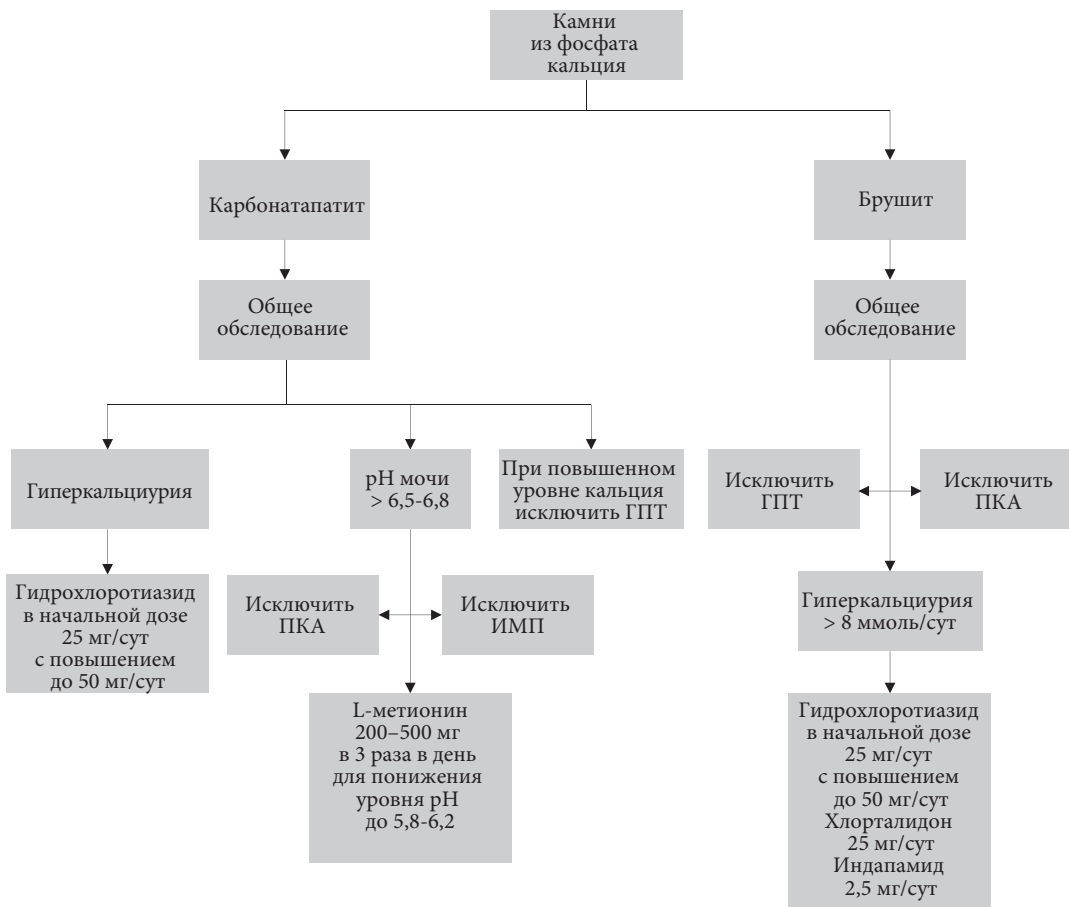 Камни
из фосфата
кальция
Карбонатапатит
Брушит
Общее
обследование
Общее
обследование
Гиперкальциурия
pH мочи
> 6,5-6,8
При повышенном
уровне кальция
исключить ГПТ
Исключить
ГПТ
Исключить
ПКА
Гидрохлоротиазид
в начальной дозе
25 мг/сут
с повышением
до 50 мг/сут
Исключить
ПКА
Исключить
ИМП
Гиперкальциурия
> 8 ммоль/сут
L-метионин
200–500 мг
в 3 раза в день
для понижения
уровня pH
до 5,8-6,2
Гидрохлоротиазид
в начальной дозе
25 мг/сут
с повышением
до 50 мг/сут
Хлорталидон
25 мг/сут
Индапамид
2,5 мг/сут